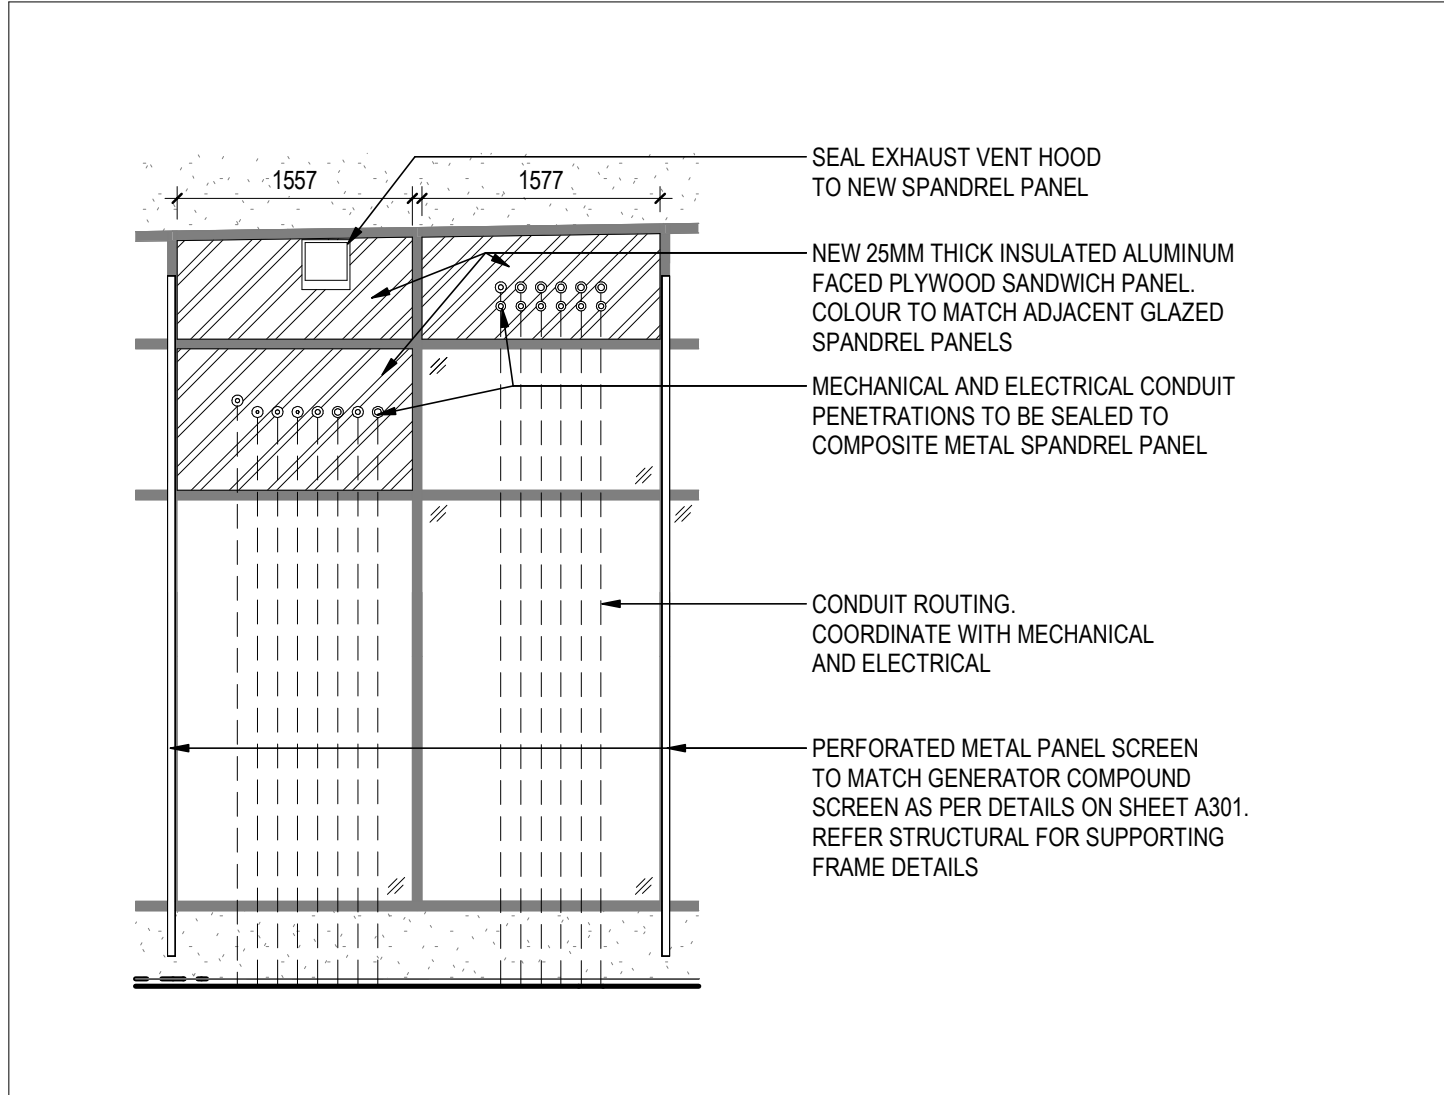 1557
1577
SEAL EXHAUST VENT HOOD
TO NEW SPANDREL PANEL
NEW 25MM THICK INSULATED ALUMINUM
FACED PLYWOOD SANDWICH PANEL.
COLOUR TO MATCH ADJACENT GLAZED
SPANDREL PANELS
MECHANICAL AND ELECTRICAL CONDUIT
PENETRATIONS TO BE SEALED TO
COMPOSITE METAL SPANDREL PANEL
CONDUIT ROUTING.
COORDINATE WITH MECHANICAL
AND ELECTRICAL
PERFORATED METAL PANEL SCREEN
TO MATCH GENERATOR COMPOUND
SCREEN AS PER DETAILS ON SHEET A301.
REFER STRUCTURAL FOR SUPPORTING
FRAME DETAILS